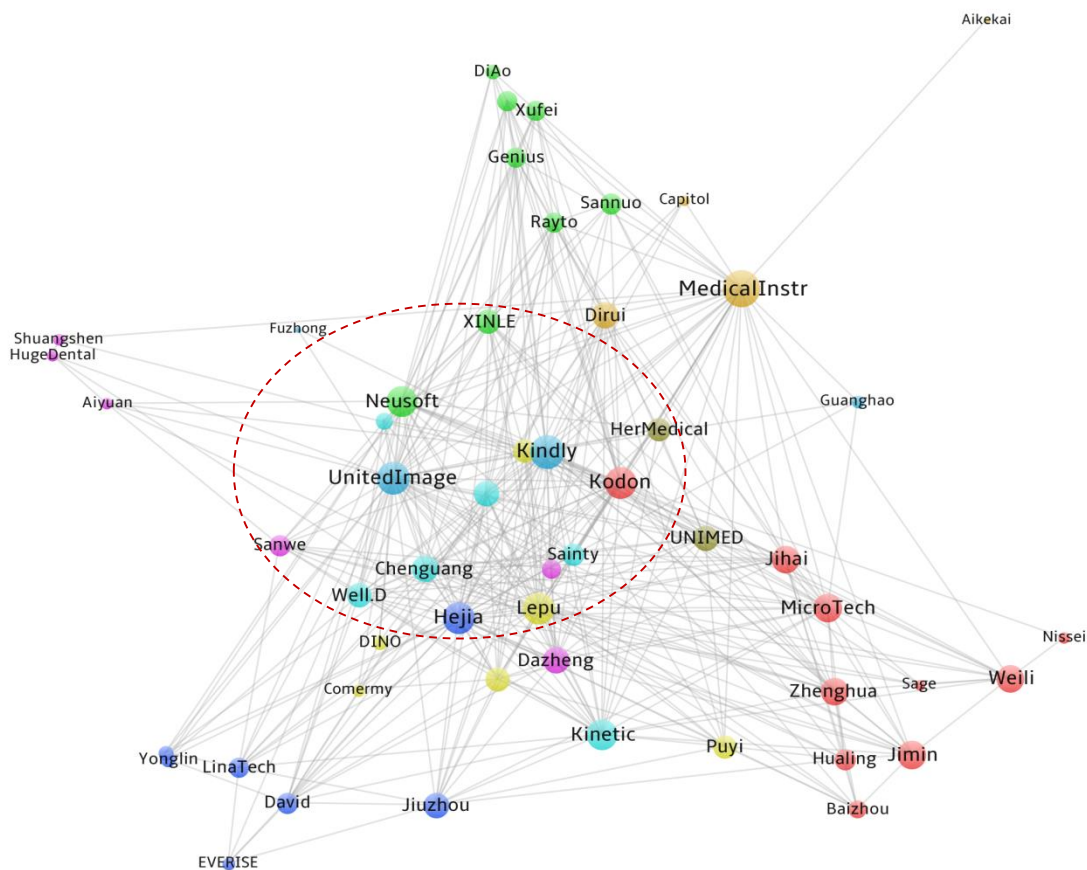 Aikekai
DiAo
Xufei
Genius
Sannuo
Capitol
Rayto
MedicalInstr
XINLE
Dirui
Fuzhong
Shuangshen
HugeDental
Aiyuan
Neusoft
Guanghao
HerMedical
Kindly
UnitedImage
Kodon
UNIMED
Sanwe
Sainty
Jihai
Chenguang
Well.D
Hejia
Lepu
MicroTech
Nissei
DINO
Dazheng
Weili
Sage
Zhenghua
Comermy
Kinetic
Puyi
Jimin
Hualing
Yonglin
LinaTech
David
Jiuzhou
Baizhou
EVERISE